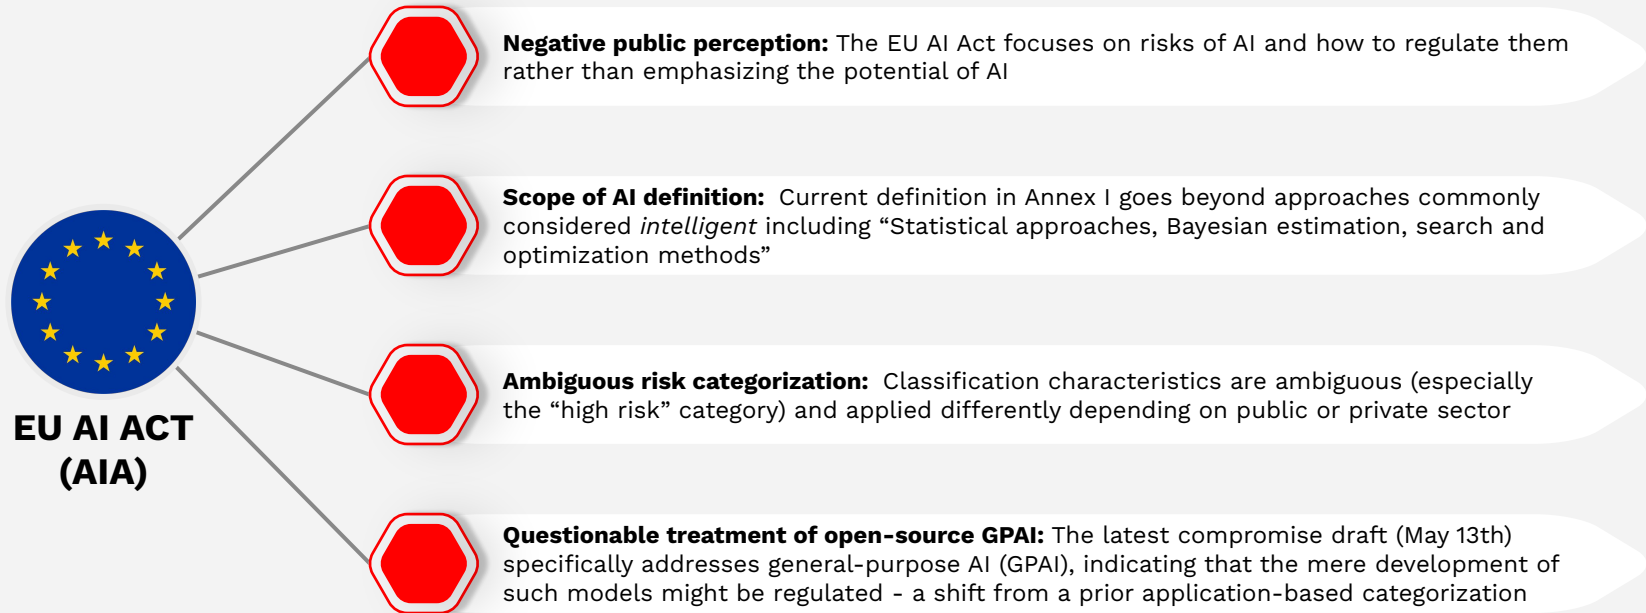 Negative public perception: The EU AI Act focuses on risks of AI and how to regulate them
rather than emphasizing the potential of AI
Scope of AI definition: Current definition in Annex I goes beyond approaches commonly
considered intelligent including “Statistical approaches, Bayesian estimation, search and
optimization methods”
EU AI ACT
(AIA)
Ambiguous risk categorization: Classification characteristics are ambiguous (especially
the “high risk” category) and applied differently depending on public or private sector
Questionable treatment of open-source GPAI: The latest compromise draft (May 13th)
specifically addresses general-purpose AI (GPAI), indicating that the mere development of
such models might be regulated - a shift from a prior application-based categorization